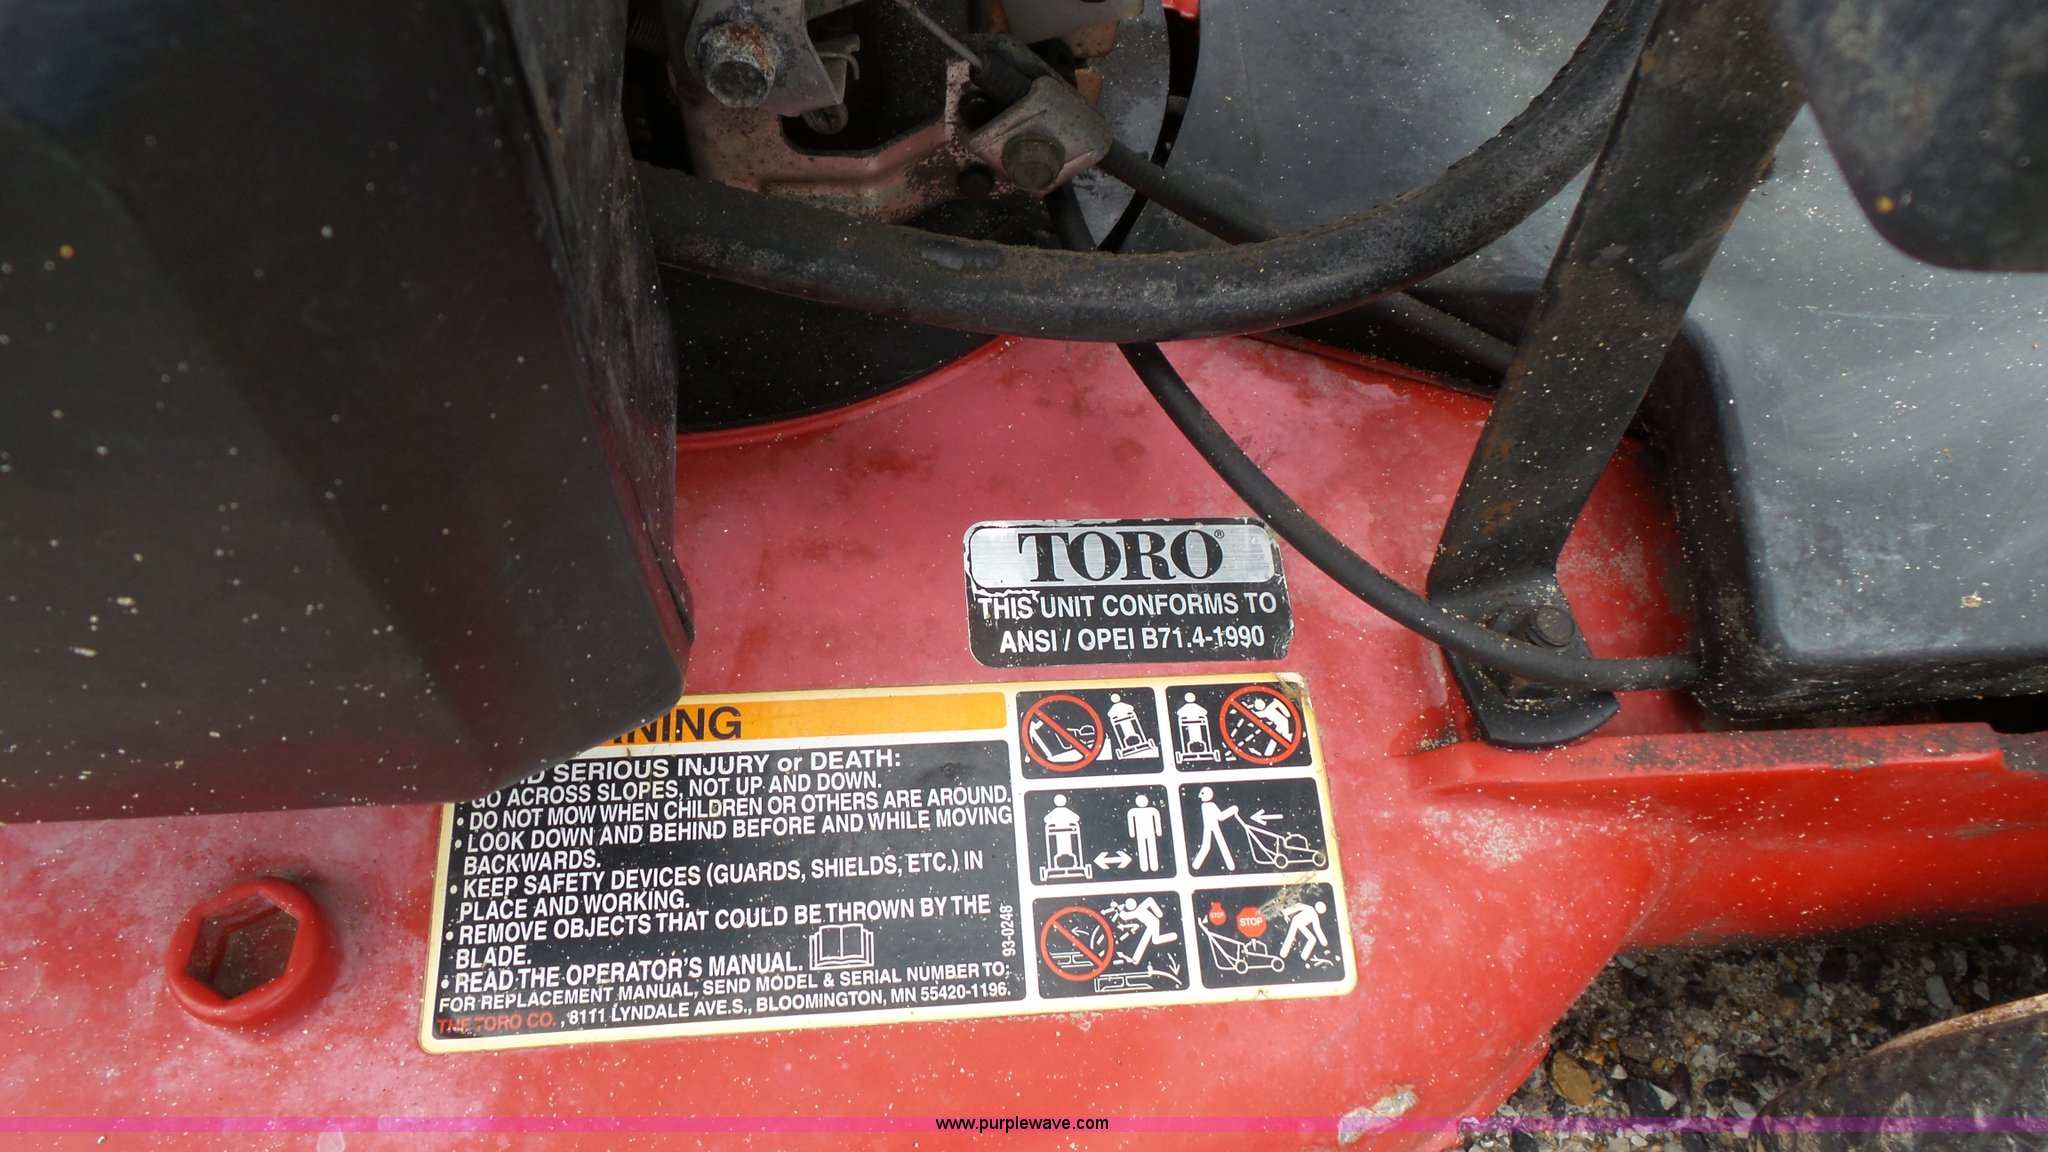 TORO®
THIS UNIT CONFORMS TO
ANSI / OPEI B71.4-1990
SERIOUS INJURY or DEATH:
GO ACROSS SLOPES, NOT UP AND DOWN.
• DO NOT MOW WHEN CHILDREN OR OTHERS ARE AROUND.
• LOOK DOWN AND BEHIND BEFORE AND WHILE MOVING
BACKWARDS.
• KEEP SAFETY DEVICES (GUARDS, SHIELDS, ETC.) IN
PLACE AND WORKING.
• REMOVE OBJECTS THAT COULD BE THROWN BY THE
BLADE.
• READ THE OPERATOR'S MANUAL.
FOR REPLACEMENT MANUAL, SEND MODEL & SERIAL NUMBER TO:
THE TORO CO., 8111 LYNDALE AVE.S., BLOOMINGTON, MN 55420-1196.
93-0248
STOP
STOP
www.purplewave.com